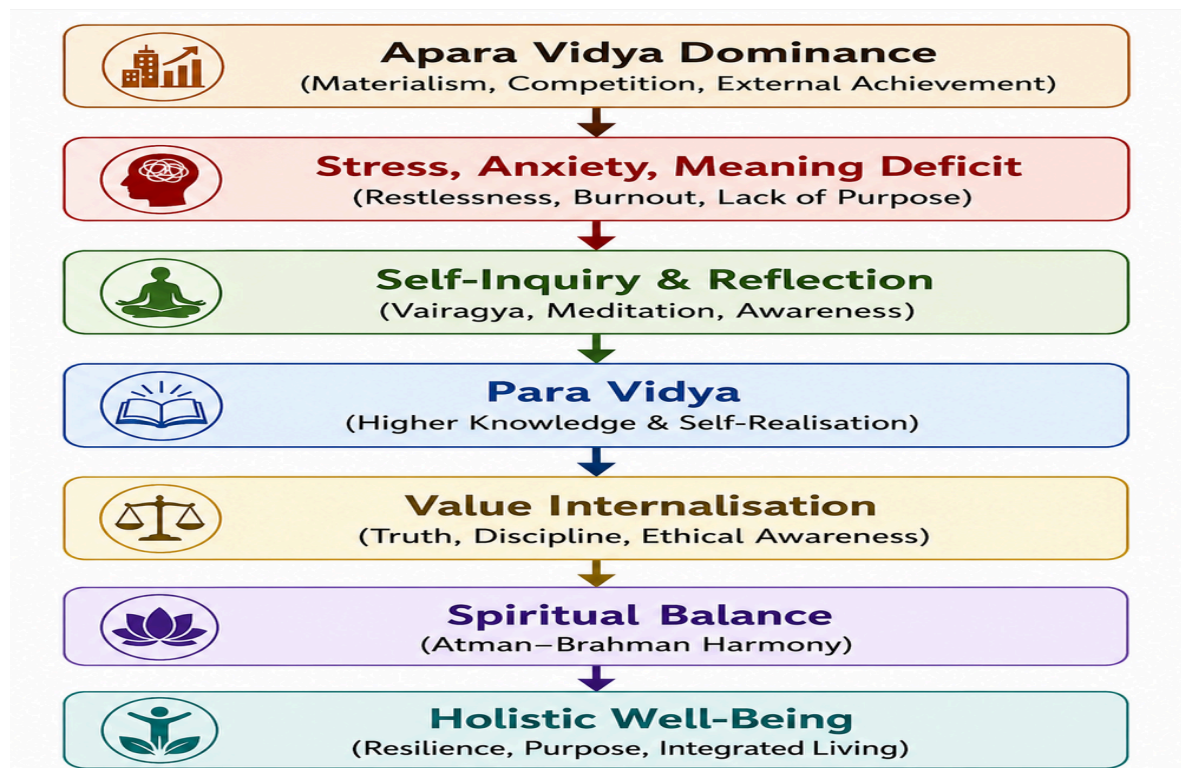 Apara Vidya Dominance
(Materialism, Competition, External Achievement)
Stress, Anxiety, Meaning Deficit
(Restlessness, Burnout, Lack of Purpose)
Self-Inquiry & Reflection
(Vairagya, Meditation, Awareness)
Para Vidya
(Higher Knowledge & Self-Realisation)
Value Internalisation
(Truth, Discipline, Ethical Awareness)
Spiritual Balance
(Atman–Brahman Harmony)
Holistic Well-Being
(Resilience, Purpose, Integrated Living)